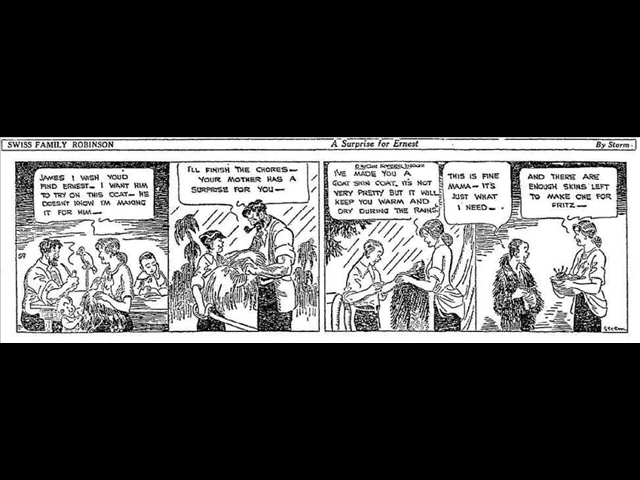 SWISS FAMILY ROBINSON
A Surprise for Ernest
By Storm.
JAMES I WISH YOU'D
FIND ERNEST— I WANT HIM
TO TRY ON THIS COAT— HE
DOESN'T KNOW I'M MAKING
IT FOR HIM—
59
I'LL FINISH THE CHORES—
YOUR MOTHER HAS A
SURPRISE FOR YOU—
I'VE MADE YOU A
GOAT SKIN COAT, IT'S NOT
VERY PRETTY BUT IT WILL
KEEP YOU WARM AND
DRY DURING THE RAINS.
THIS IS FINE
MAMA— IT'S
JUST WHAT
I NEED—
AND THERE ARE
ENOUGH SKINS LEFT
TO MAKE ONE FOR
FRITZ—
STORM